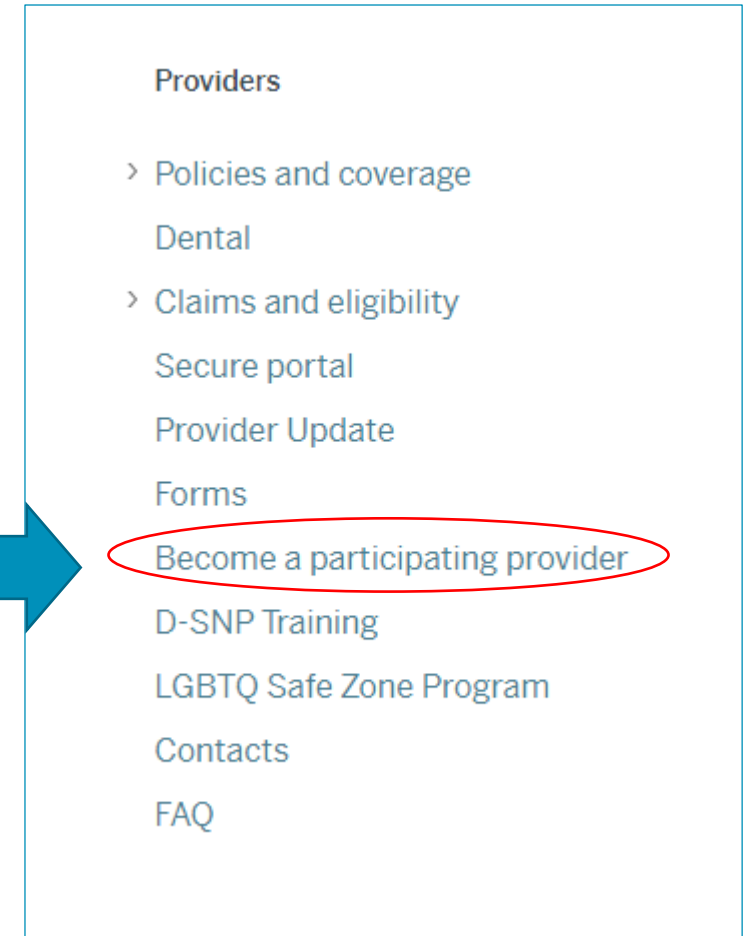 Providers
› Policies and coverage
Dental
› Claims and eligibility
Secure portal
Provider Update
Forms
Become a participating provider
D-SNP Training
LGBTQ Safe Zone Program
Contacts
FAQ